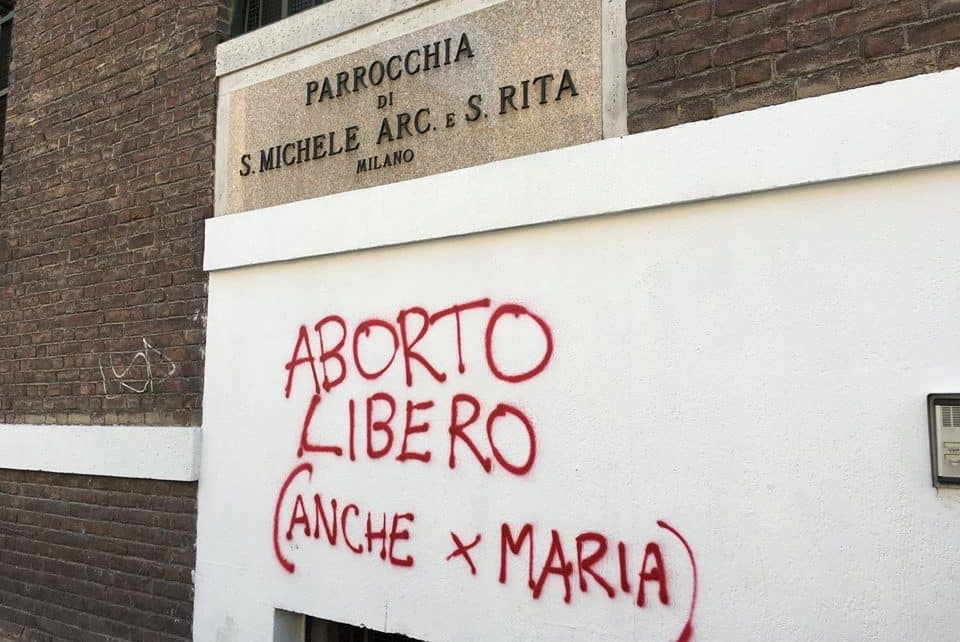 PARROCCHIA
DI
S. MICHELE ARC. E S. RITA
MILANO
ABORTO
LIBERO
(ANCHE X MARIA)